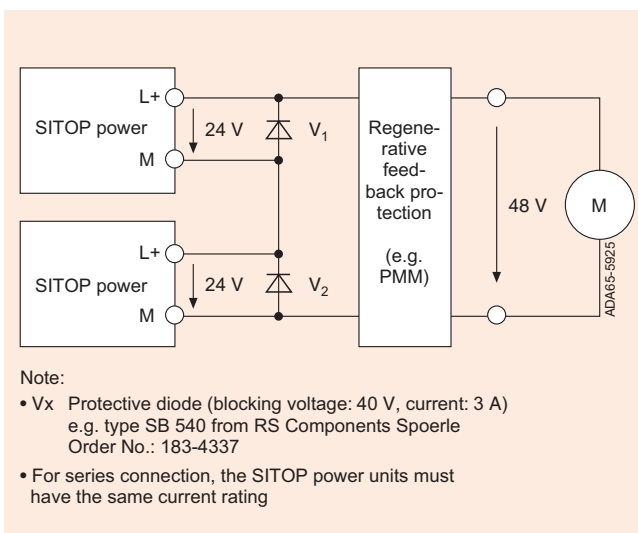 L+
SITOP power
24 V
V1
M
L+
SITOP power
24 V
V2
M
Regene-
rative
feed-
back pro-
tection
(e.g.
PMM)
48 V
M
ADA65-5925
Note:
• Vx Protective diode (blocking voltage: 40 V, current: 3 A)
e.g. type SB 540 from RS Components Spoerle
Order No.: 183-4337
• For series connection, the SITOP power units must
have the same current rating